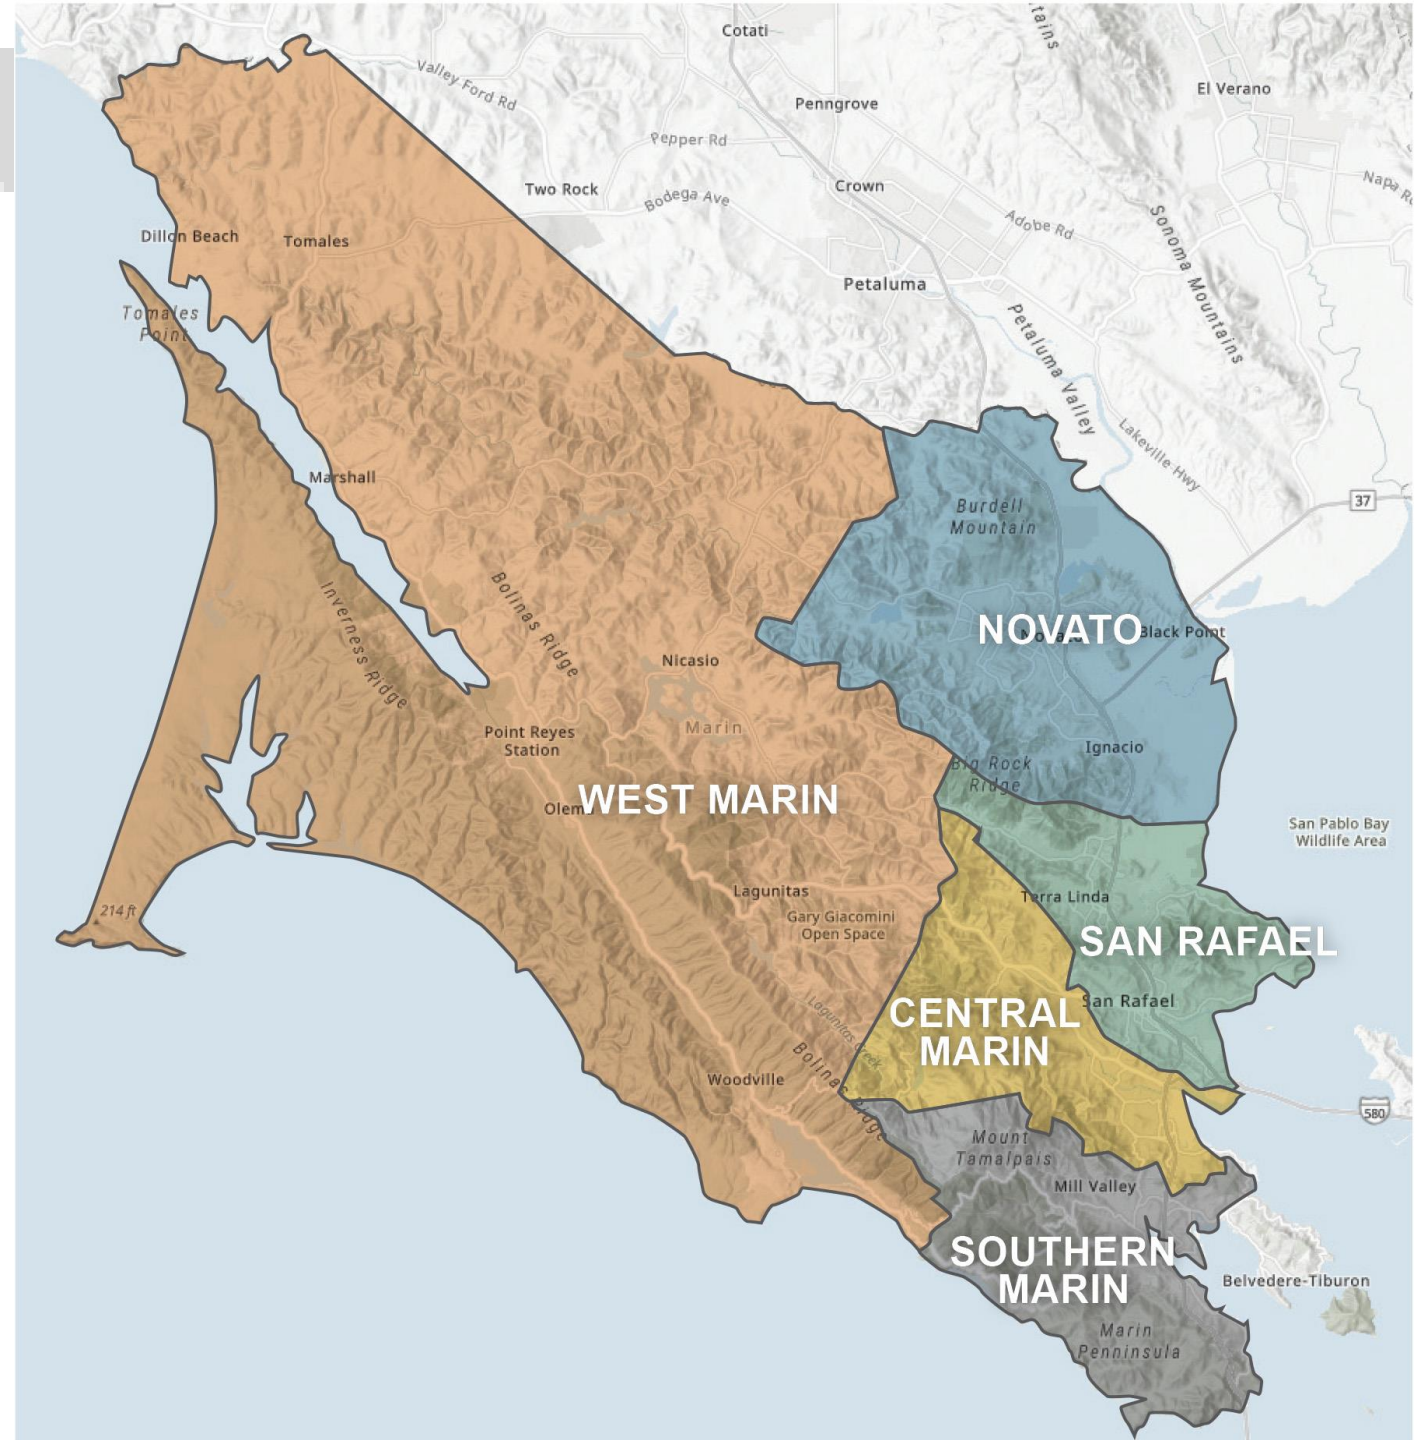 Cotati
tains
Valley Ford Rd
El Verano
Penngrove
Pepper Rd
Napa R
Two Rock
Crown
Bodega Ave
Adobe Rd
Sonoma Mountains
Dillon Beach
Tomales
Petaluma
Tomales
Point
Petaluma Valley
Lakeville Hwy
Marshall
37
Burdell
Mountain
Bolinas Ridge
Inverness Ridge
NOVATO
Black Point
Nicasio
Marin
Point Reyes
Station
Ignacio
Big Rock
Ridge
WEST MARIN
Olem
San Pablo Bay
Wildlife Area
Lagunitas
Terra Linda
214 ft
Gary Giacomini
Open Space
SAN RAFAEL
San Rafael
CENTRAL
MARIN
Lagunitas Creek
Bolinas Ridge
Woodville
580
Mount
Tamalpais
Mill Valley
SOUTHERN
MARIN
Belvedere-Tiburon
Marin
Penninsula